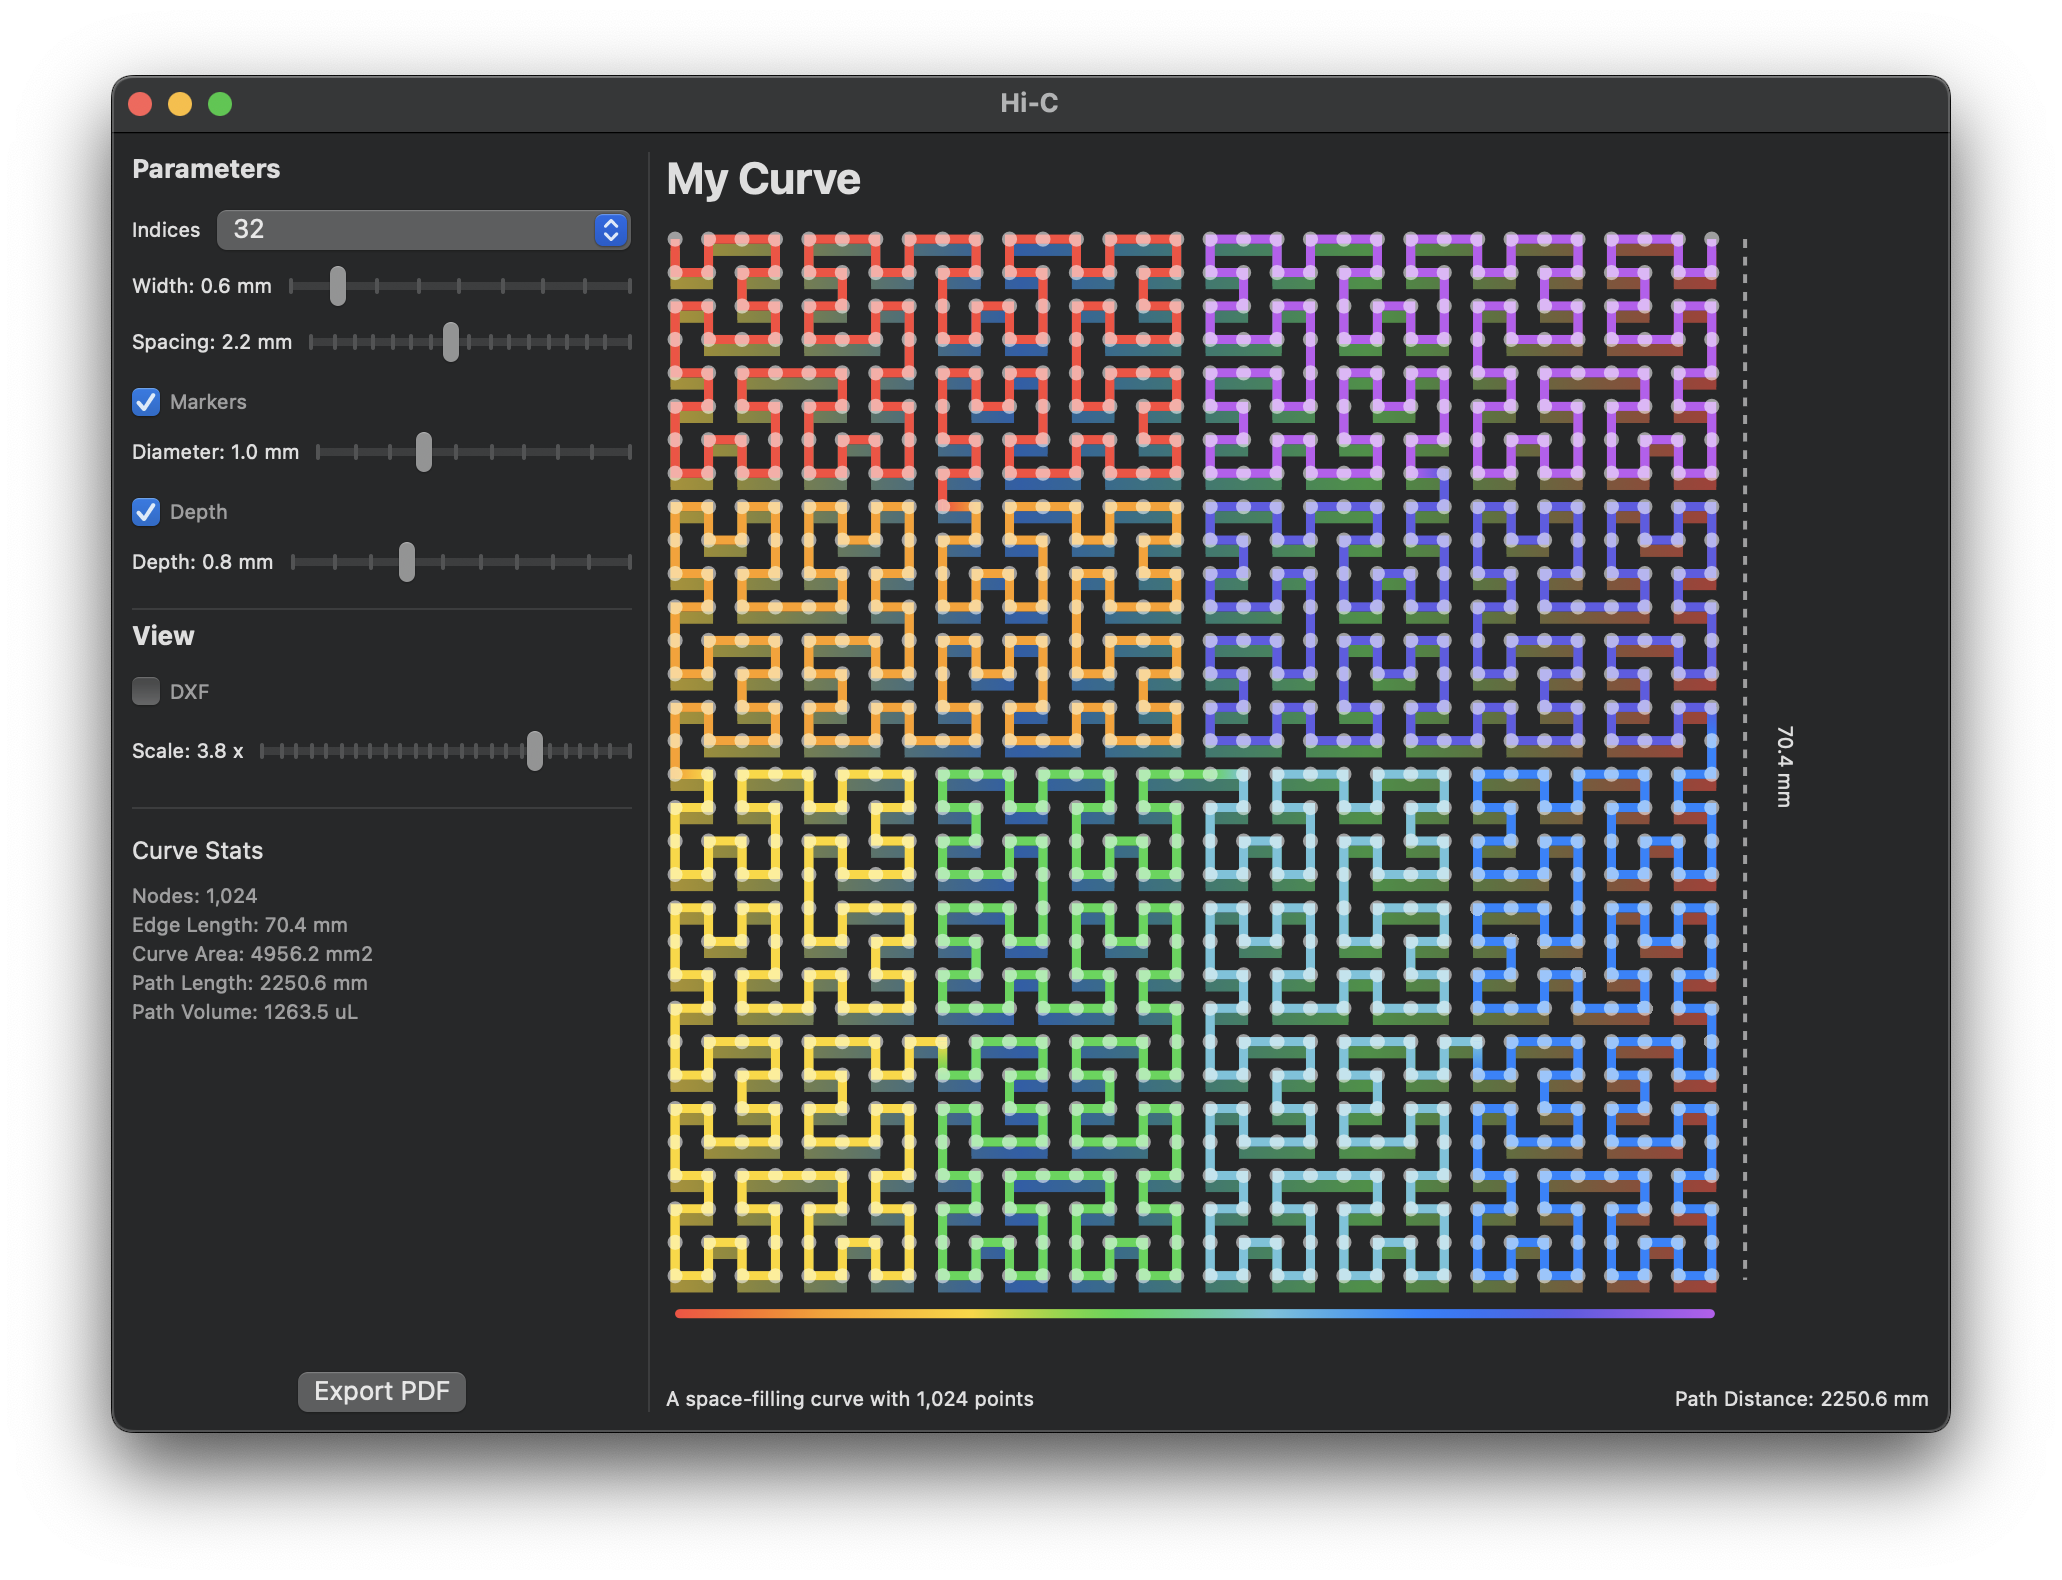 Hi-C
Parameters
Indices 32
Width: 0.6 mm
Spacing: 2.2 mm
Markers
Diameter: 1.0 mm
Depth
Depth: 0.8 mm
View
DXF
Scale: 3.8 x
Curve Stats
Nodes: 1,024
Edge Length: 70.4 mm
Curve Area: 4956.2 mm2
Path Length: 2250.6 mm
Path Volume: 1263.5 uL
Export PDF
My Curve
70.4 mm
A space-filling curve with 1,024 points
Path Distance: 2250.6 mm